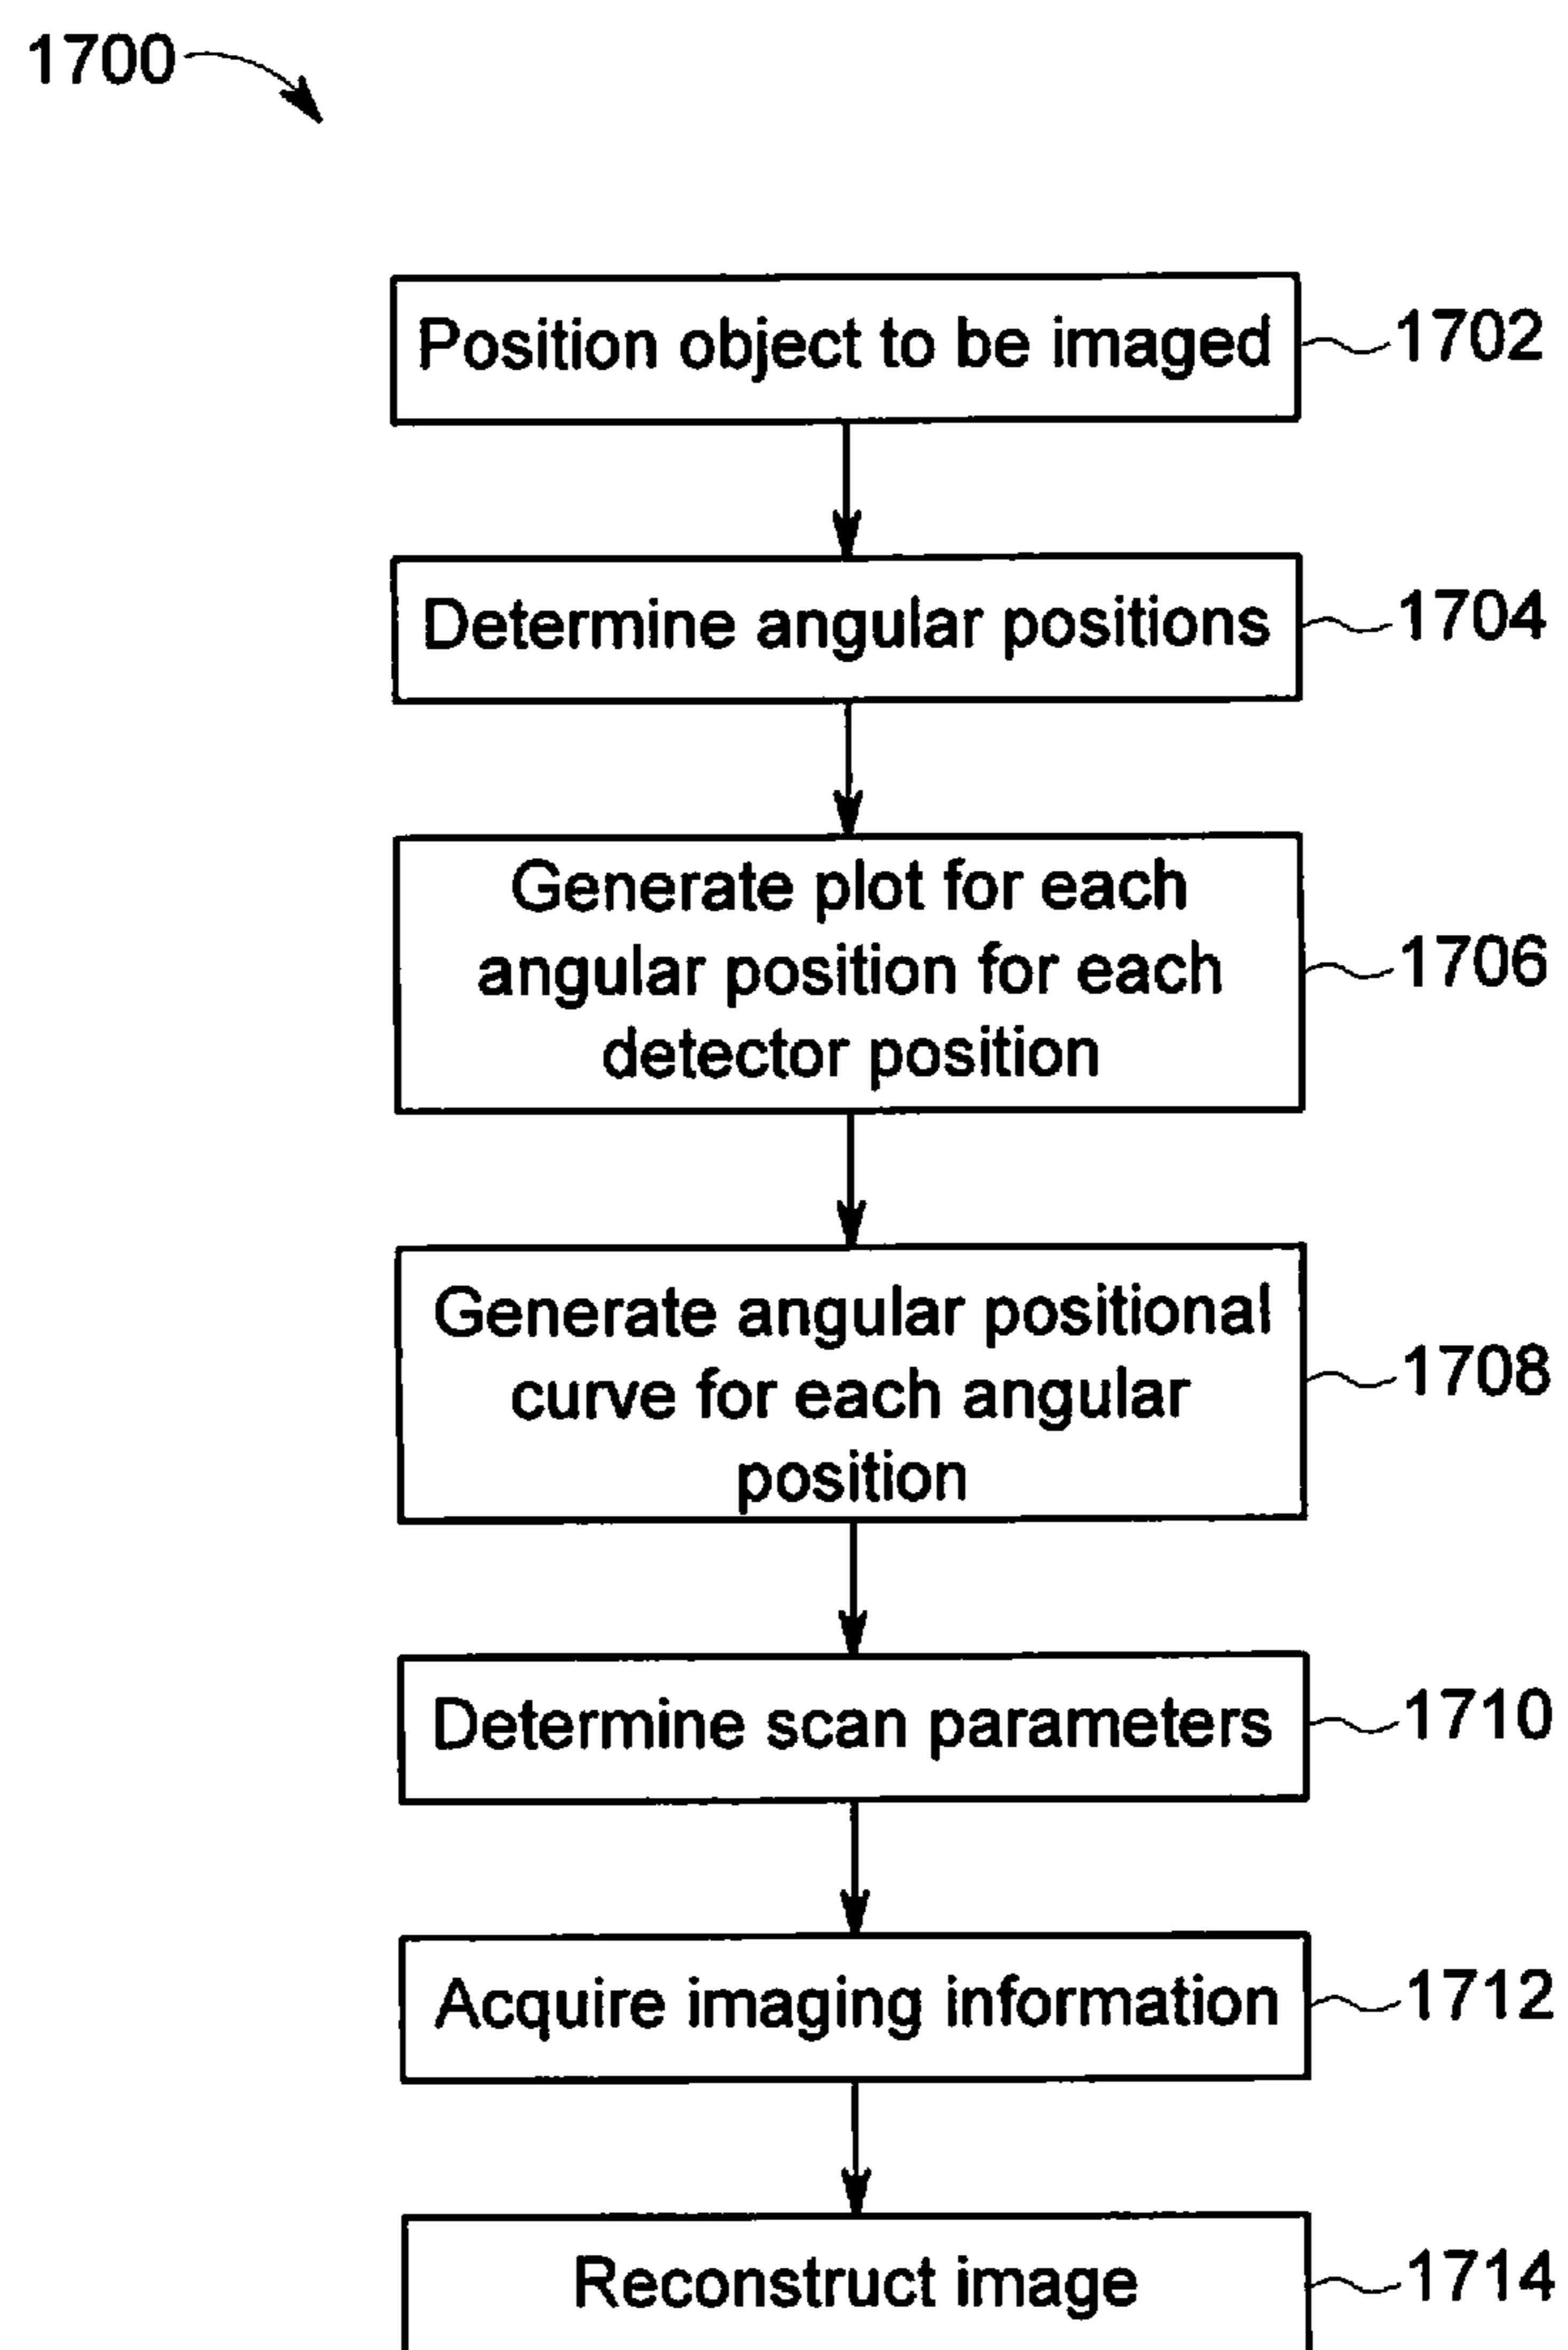 1700
Position object to be imaged
1702
Determine angular positions
1704
Generate plot for each
angular position for each
detector position
1706
Generate angular positional
curve for each angular
position
1708
Determine scan parameters
1710
Acquire imaging information
1712
Reconstruct image
1714